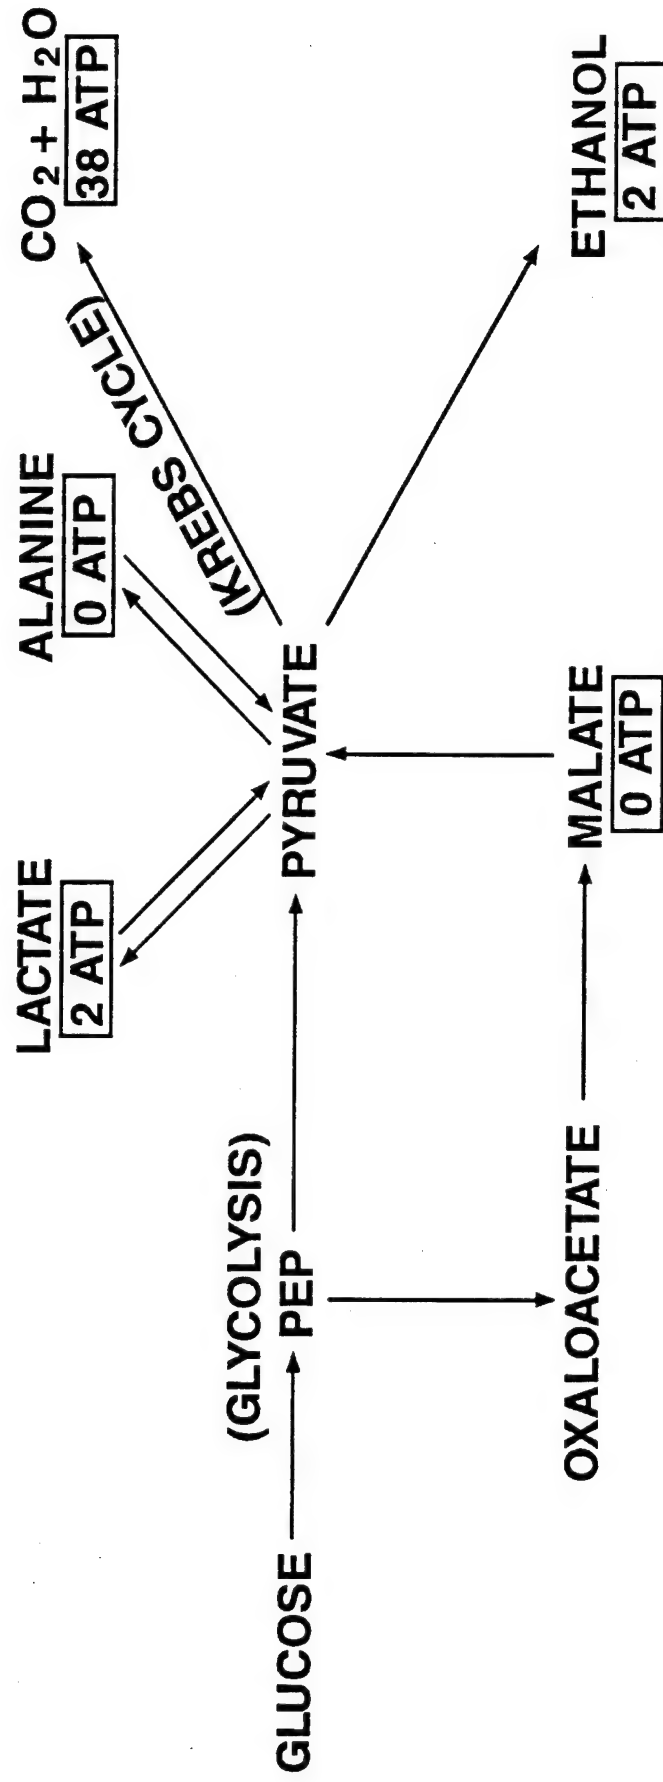 LACTATE
2 ATP
ALANINE
0 ATP
CO2 + H2O
38 ATP
(GLYCOLYSIS)
(KREBS CYCLE)
GLUCOSE
PEP
PYRUVATE
OXALOACETATE
MALATE
0 ATP
ETHANOL
2 ATP